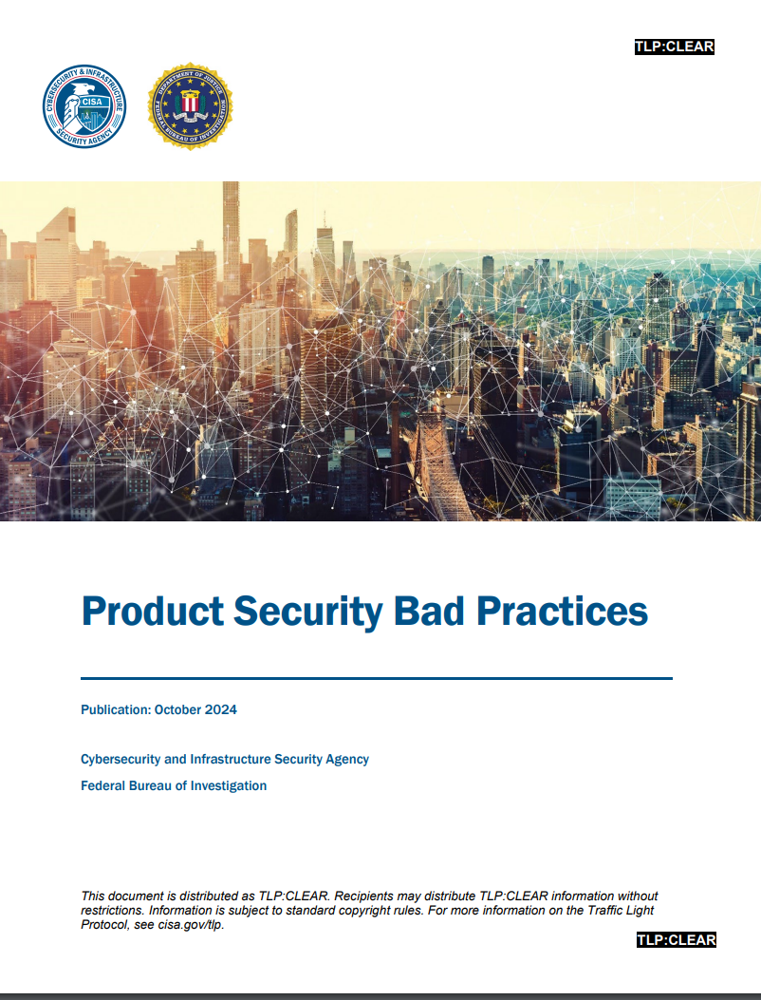 TLP:CLEAR
CYBERSECURITY & INFRASTRUCTURE
CISA
SECURITY AGENCY
DEPARTMENT OF JUSTICE
FEDERAL BUREAU OF INVESTIGATION
Product Security Bad Practices
Publication: October 2024
Cybersecurity and Infrastructure Security Agency
Federal Bureau of Investigation
This document is distributed as TLP:CLEAR. Recipients may distribute TLP:CLEAR information without
restrictions. Information is subject to standard copyright rules. For more information on the Traffic Light
Protocol, see cisa.gov/tlp.
TLP:CLEAR